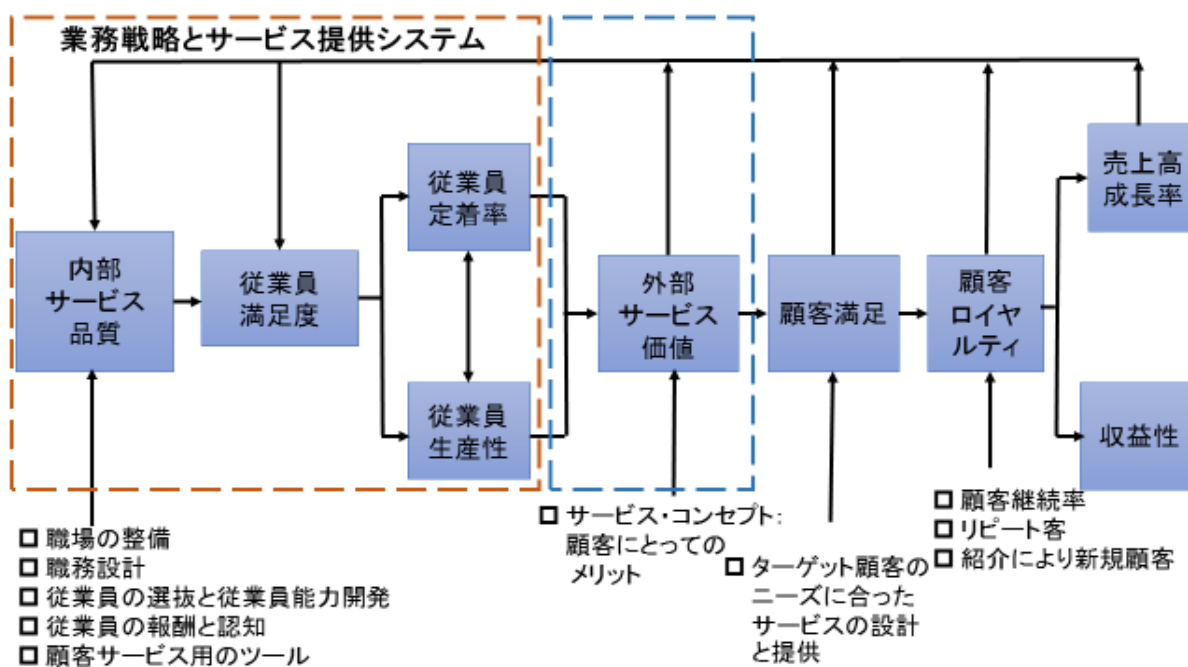 業務戦略とサービス提供システム
内部
サービス
品質
従業員
満足度
従業員
定着率
従業員
生産性
外部
サービス
価値
顧客満足
顧客
ロイヤ
ルティ
売上高
成長率
収益性
職場の整備
職務設計
従業員の選抜と従業員能力開発
従業員の報酬と認知
顧客サービス用のツール
サービス・コンセプト:
顧客にとっての
メリット
ターゲット顧客の
ニーズに合った
サービスの設計
と提供
顧客継続率
リピート客
紹介により新規顧客